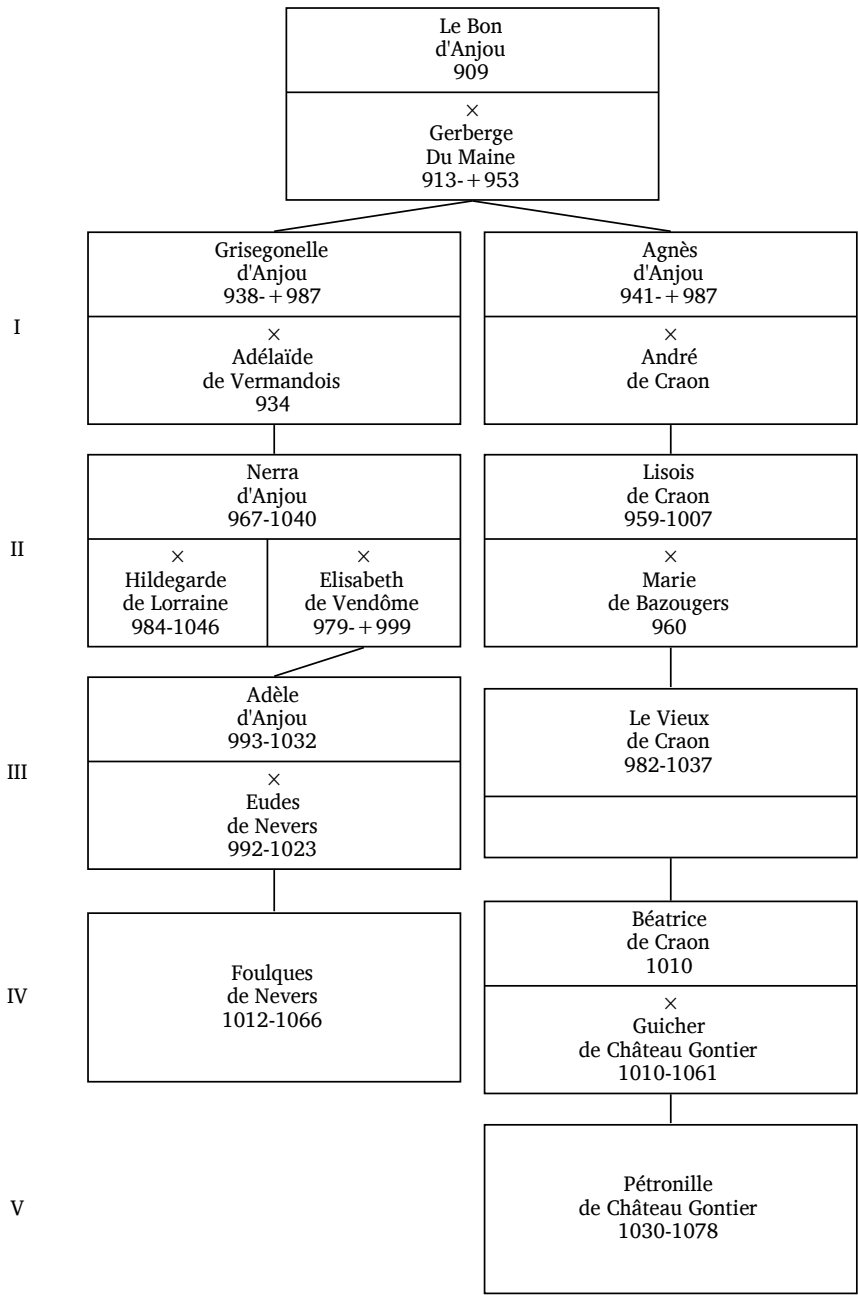 Le Bon
d'Anjou
909
×
Gerberge
Du Maine
913-+953
I
Grisegonelle
d'Anjou
938-+987
×
Adélaïde
de Vermandois
934
Agnès
d'Anjou
941-+987
×
André
de Craon
II
Nerra
d'Anjou
967-1040
×
Hildegarde
de Lorraine
984-1046
×
Elisabeth
de Vendôme
979-+999
Lisois
de Craon
959-1007
×
Marie
de Bazougers
960
III
Adèle
d'Anjou
993-1032
×
Eudes
de Nevers
992-1023
Le Vieux
de Craon
982-1037
IV
Foulques
de Nevers
1012-1066
Béatrice
de Craon
1010
×
Guicher
de Château Gontier
1010-1061
V
Pétronille
de Château Gontier
1030-1078